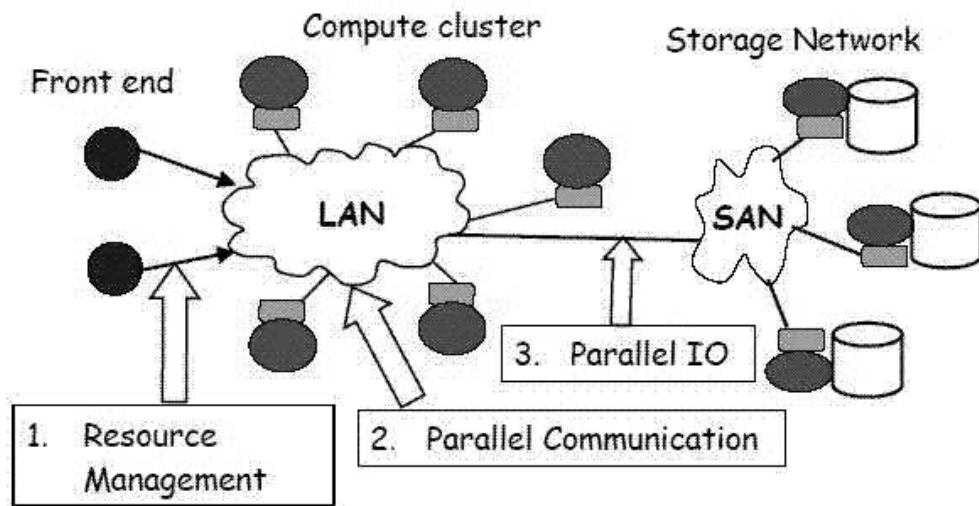 Compute cluster
Storage Network
Front end
LAN
SAN
3. Parallel IO
1. Resource
Management
2. Parallel Communication